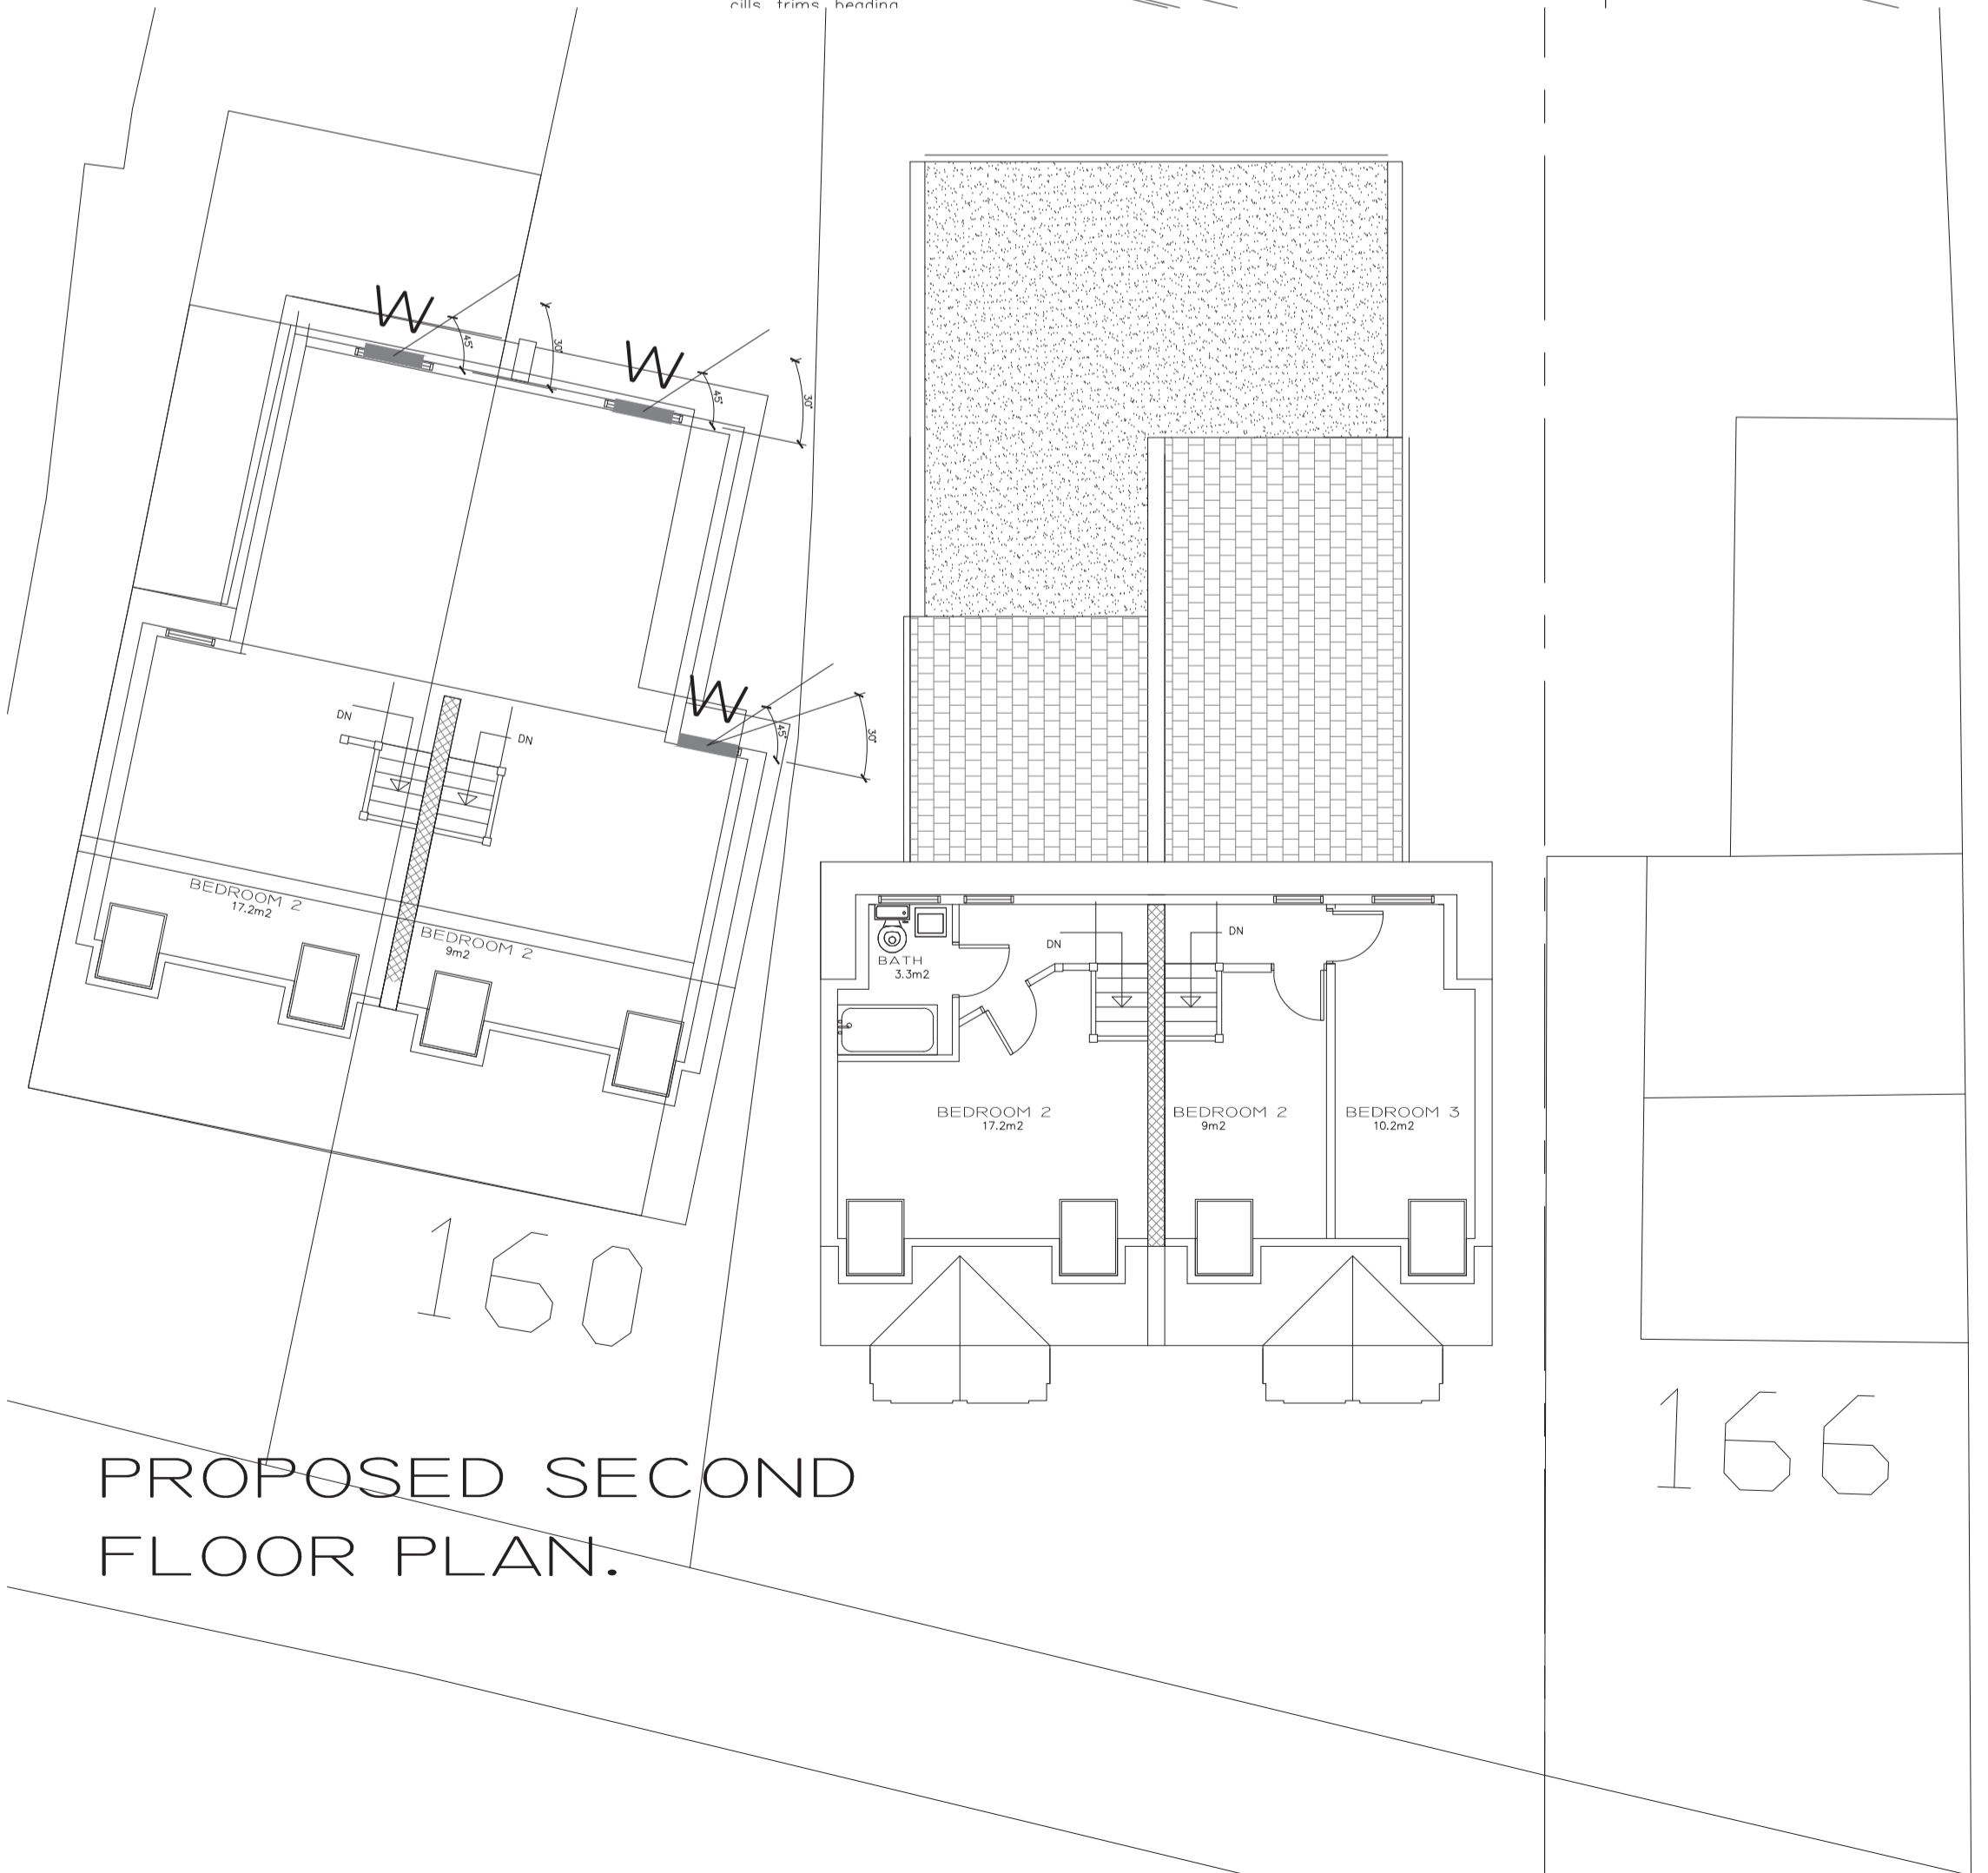 cills trims beading
W
45°
30°
W
45°
30°
W
45°
30°
DN
DN
BEDROOM 2
17.2m2
BEDROOM 2
9m2
BATH
3.3m2
DN
DN
BEDROOM 2
17.2m2
BEDROOM 2
9m2
BEDROOM 3
10.2m2
160
166
PROPOSED SECOND
FLOOR PLAN.